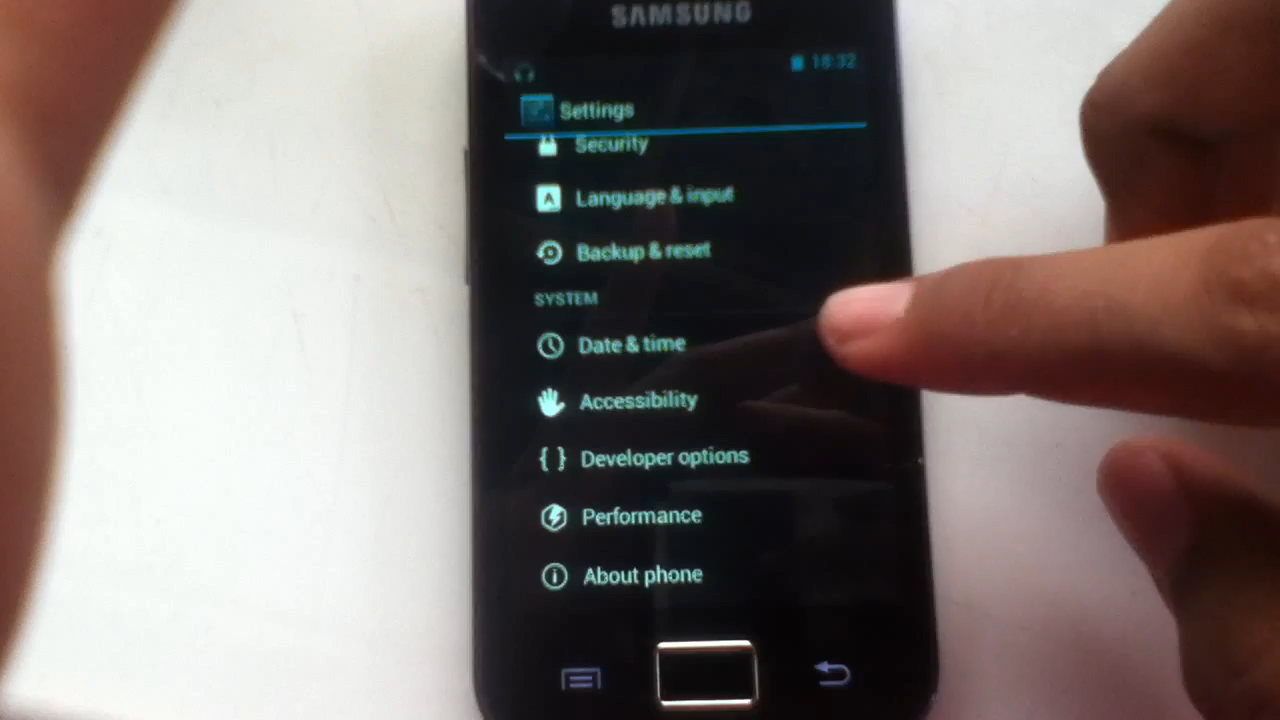 SAMSUNG
18:32
Settings
Security
Language & input
Backup & reset
SYSTEM
Date & time
Accessibility
Developer options
Performance
About phone